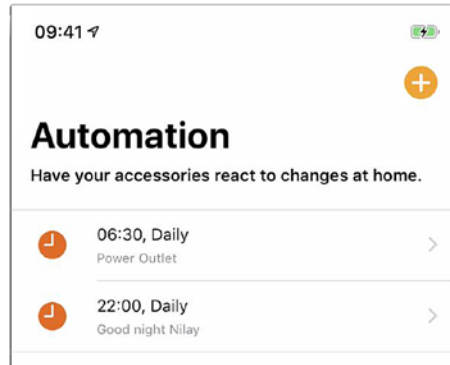 09:41
Automation
Have your accessories react to changes at home.
06:30, Daily
Power Outlet
22:00, Daily
Good night Nilay